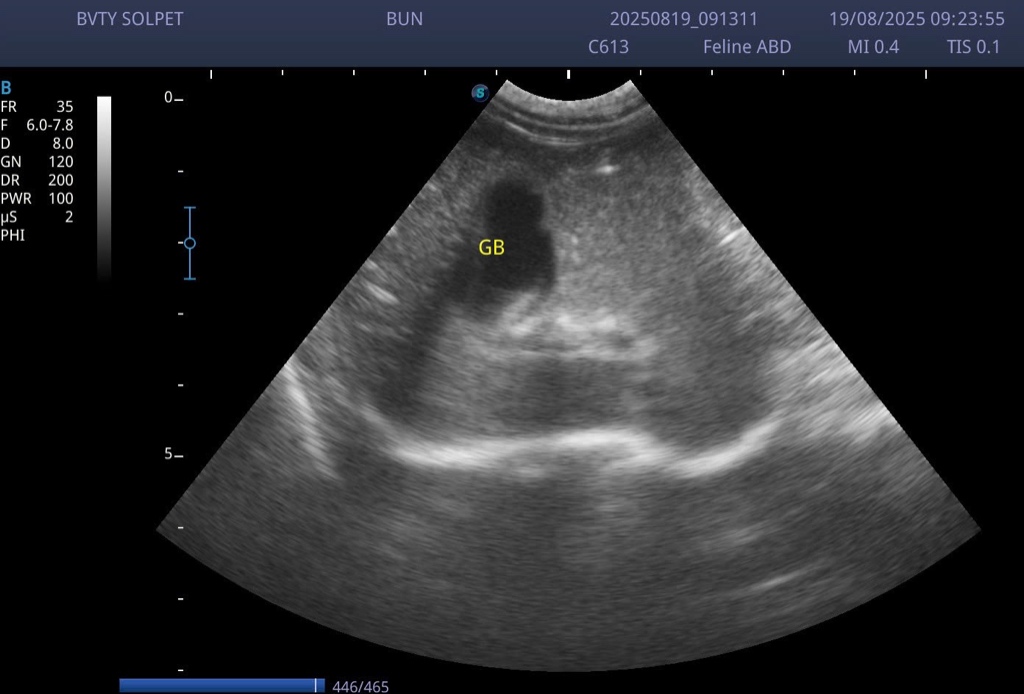 BVTY SOLPET BUN 20250819_091311 19/08/2025 09:23:55
C613 Feline ABD MI 0.4 TIS 0.1
B
FR 35
F 6.0-7.8
D 8.0
GN 120
DR 200
PWR 100
µS 2
PHI
0
S
GB
5
446/465